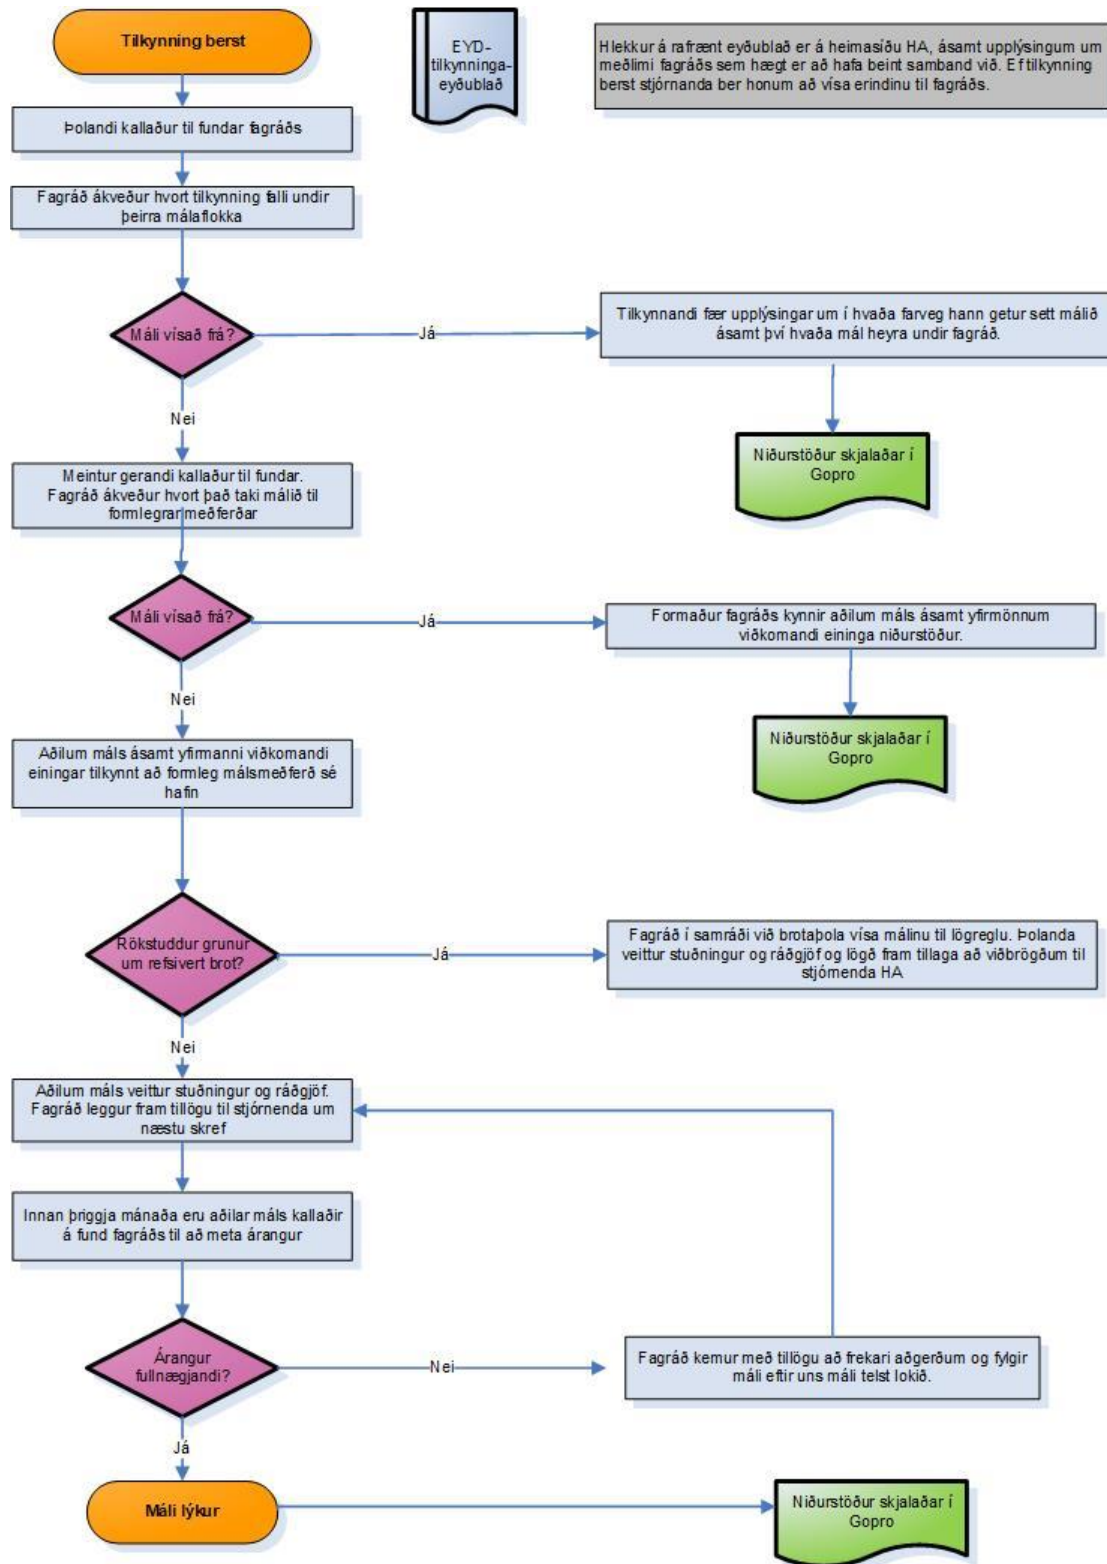 Tilkynning berst
EYD-
tilkynninga-
eyðublað
Hlekkur á rafrænt eyðublað er á heimasíðu HA, ásamt upplýsingum um
meðlimi fagráðs sem hægt er að hafa beint samband við. Ef tilkynning
berst stjórnanda ber honum að vísa erindinu til fagráðs.
Þolandi kallaður til fundar fagráðs
Fagráð ákveður hvort tilkynning falli undir
þeirra málaflokka
Máli vísað frá?
Já
Tilkynnandi fær upplýsingar um í hvaða farveg hann getur sett málið
ásamt því hvaða mál heyra undir fagráð.
Nei
Niðurstöður skjalaðar í
Gopro
Meintur gerandi kallaður til fundar.
Fagráð ákveður hvort það taki málið til
formlegrar meðferðar
Máli vísað frá?
Já
Formaður fagráðs kynnir aðilum máls ásamt yfirmönnum
viðkomandi eininga niðurstöður.
Nei
Niðurstöður skjalaðar í
Gopro
Aðilum máls ásamt yfirmanni viðkomandi
einingar tilkynnt að formleg málsmeðferð sé
hafin
Rökstuddur grunur
um refsivert brot?
Já
Fagráð í samráði við brotaþola vísa málinu til lögreglu. Þolanda
veittur stuðningur og ráðgjöf og lögð fram tillaga að viðbrögðum til
stjórnenda HA
Nei
Aðilum máls veittur stuðningur og ráðgjöf.
Fagráð leggur fram tillögu til stjórnenda um
næstu skref
Innan þriggja mánaða eru aðilar máls kallaðir
á fund fagráðs til að meta árangur
Árangur
fullnægjandi?
Nei
Fagráð kemur með tillögu að frekari aðgerðum og fylgir
máli eftir uns máli telst lokið.
Já
Máli lýkur
Niðurstöður skjalaðar í
Gopro